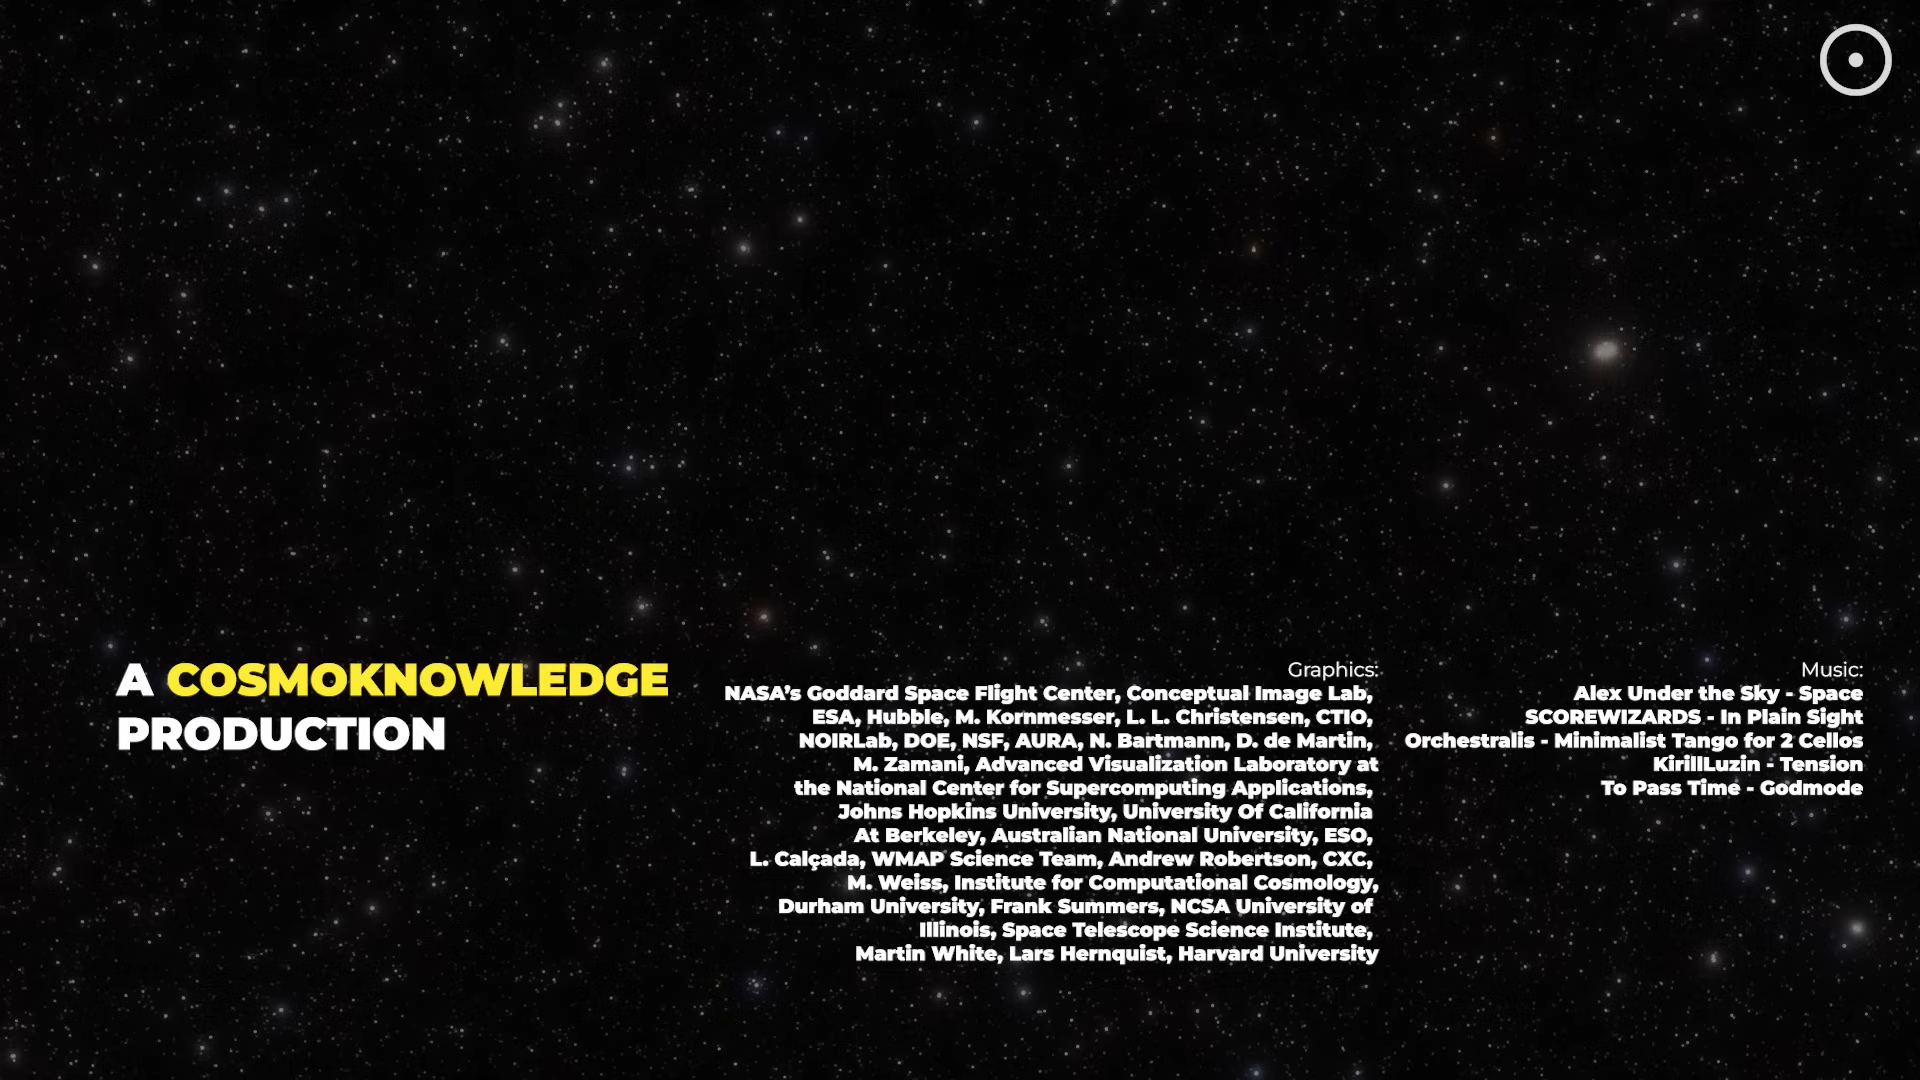 A COSMOKNOWLEDGE
PRODUCTION
Graphics:
NASA’s Goddard Space Flight Center, Conceptual Image Lab,
ESA, Hubble, M. Kornmesser, L. L. Christensen, CTIO,
NOIRLab, DOE, NSF, AURA, N. Bartmann, D. de Martin,
M. Zamani, Advanced Visualization Laboratory at
the National Center for Supercomputing Applications,
Johns Hopkins University, University Of California
At Berkeley, Australian National University, ESO,
L. Calçada, WMAP Science Team, Andrew Robertson, CXC,
M. Weiss, Institute for Computational Cosmology,
Durham University, Frank Summers, NCSA University of
Illinois, Space Telescope Science Institute,
Martin White, Lars Hernquist, Harvard University
Music:
Alex Under the Sky - Space
SCOREWIZARDS - In Plain Sight
Orchestralis - Minimalist Tango for 2 Cellos
KirillLuzin - Tension
To Pass Time - Godmode